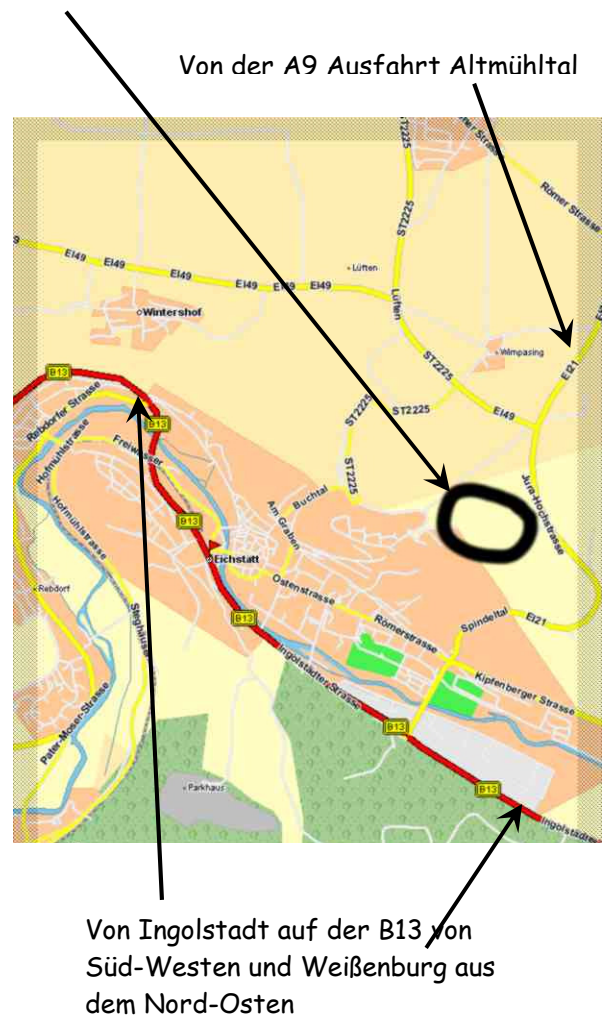 Von der A9 Ausfahrt Altmühltal
ST2225
Römer Strasse
EI49
EI49
EI49
EI49
Lüften
ST2225
Lüften
Wintershof
ST2225
Wimpasing
EI21
B13
ST2225
EI49
Rebdorfer Strasse
B13
Freiwasser
ST2225
Jura-Hochstrasse
Hofmühlstrasse
Buchtal
Hofmühlstrasse
Am Graben
B13
Eichstatt
Ostenstrasse
Rebdorf
Römerstrasse
Spindeltal
EI21
B13
Ingolstädter Strasse
Kipfenberger Strasse
Pater-Moser-Strasse
B13
Parkhaus
B13
Von Ingolstadt auf der B13 von
Süd-Westen und Weißenburg aus
dem Nord-Osten